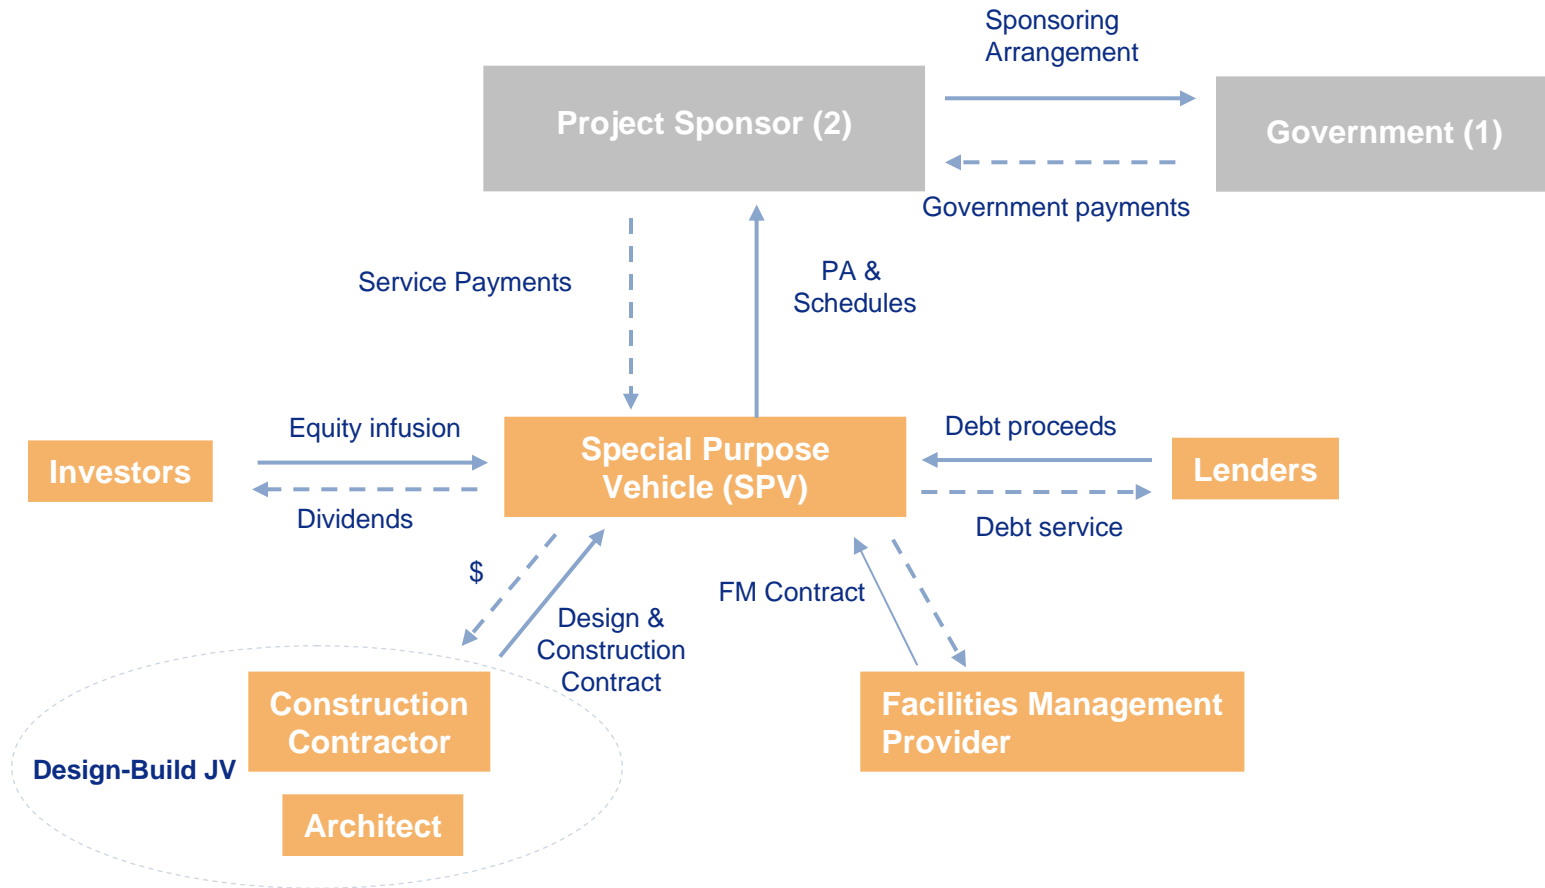 Sponsoring
Arrangement
Project Sponsor (2)
Government (1)
Government payments
Service Payments
PA &
Schedules
Equity infusion
Investors
Dividends
Special Purpose
Vehicle (SPV)
Debt proceeds
Lenders
Debt service
$
Design &
Construction
Contract
FM Contract
Construction
Contractor
Design-Build JV
Architect
Facilities Management
Provider